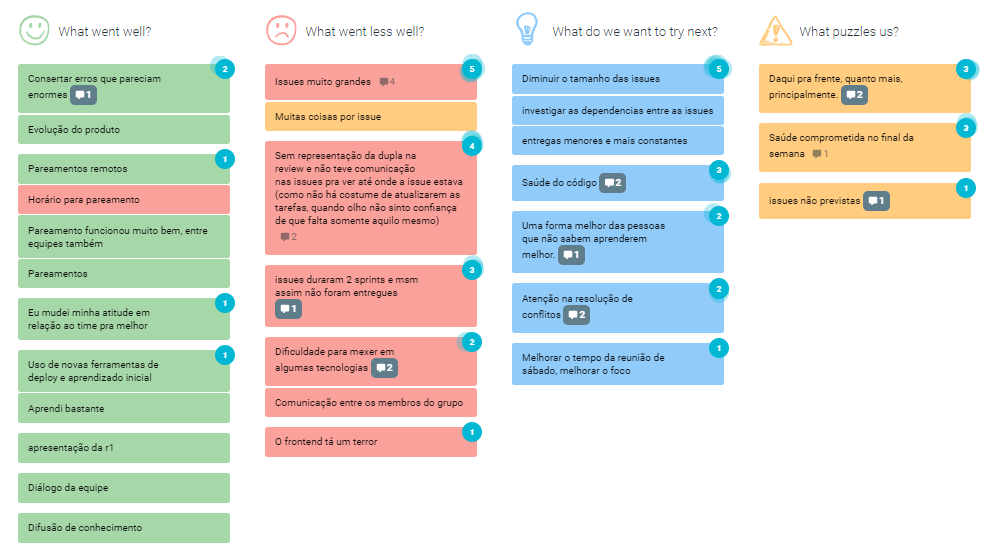 What went well?
2
Consertar erros que pareciam
enormes 1
Evolução do produto
1
Pareamentos remotos
Horário para pareamento
Pareamento funcionou muito bem, entre
equipes também
Pareamentos
1
Eu mudei minha atitude em
relação ao time pra melhor
1
Uso de novas ferramentas de
deploy e aprendizado inicial
Aprendi bastante
apresentação da r1
Diálogo da equipe
Difusão de conhecimento
What went less well?
5
Issues muito grandes 4
Muitas coisas por issue
4
Sem representação da dupla na
review e não teve comunicação
nas issues pra ver até onde a issue estava
(como não há costume de atualizarem as
tarefas, quando olho não sinto confiança
de que falta somente aquilo mesmo)
2
3
issues duraram 2 sprints e msm
assim não foram entregues
1
2
Dificuldade para mexer em
algumas tecnologias 2
Comunicação entre os membros do grupo
1
O frontend tá um terror
What do we want to try next?
5
Diminuir o tamanho das issues
investigar as dependencias entre as issues
entregas menores e mais constantes
3
Saúde do código 2
2
Uma forma melhor das pessoas
que não sabem aprenderem
melhor. 1
2
Atenção na resolução de
conflitos 2
1
Melhorar o tempo da reunião de
sábado, melhorar o foco
What puzzles us?
3
Daqui pra frente, quanto mais,
principalmente. 2
3
Saúde comprometida no final da
semana 1
1
issues não previstas 1